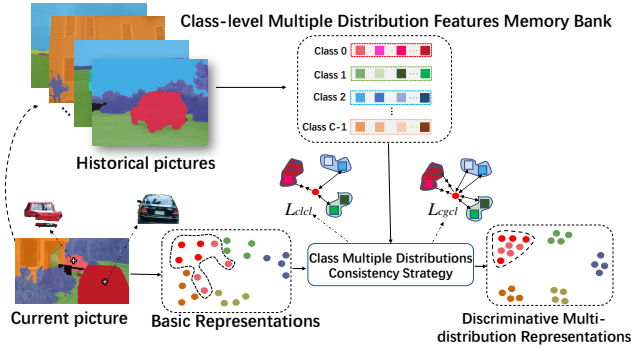 Class-level Multiple Distribution Features Memory Bank
Class 0
Class 1
Class 2
Class C-1
Historical pictures
Lclcl
Lcgcl
Class Multiple Distributions
Consistency Strategy
Current picture
Basic Representations
Discriminative Multi-
distribution Representations